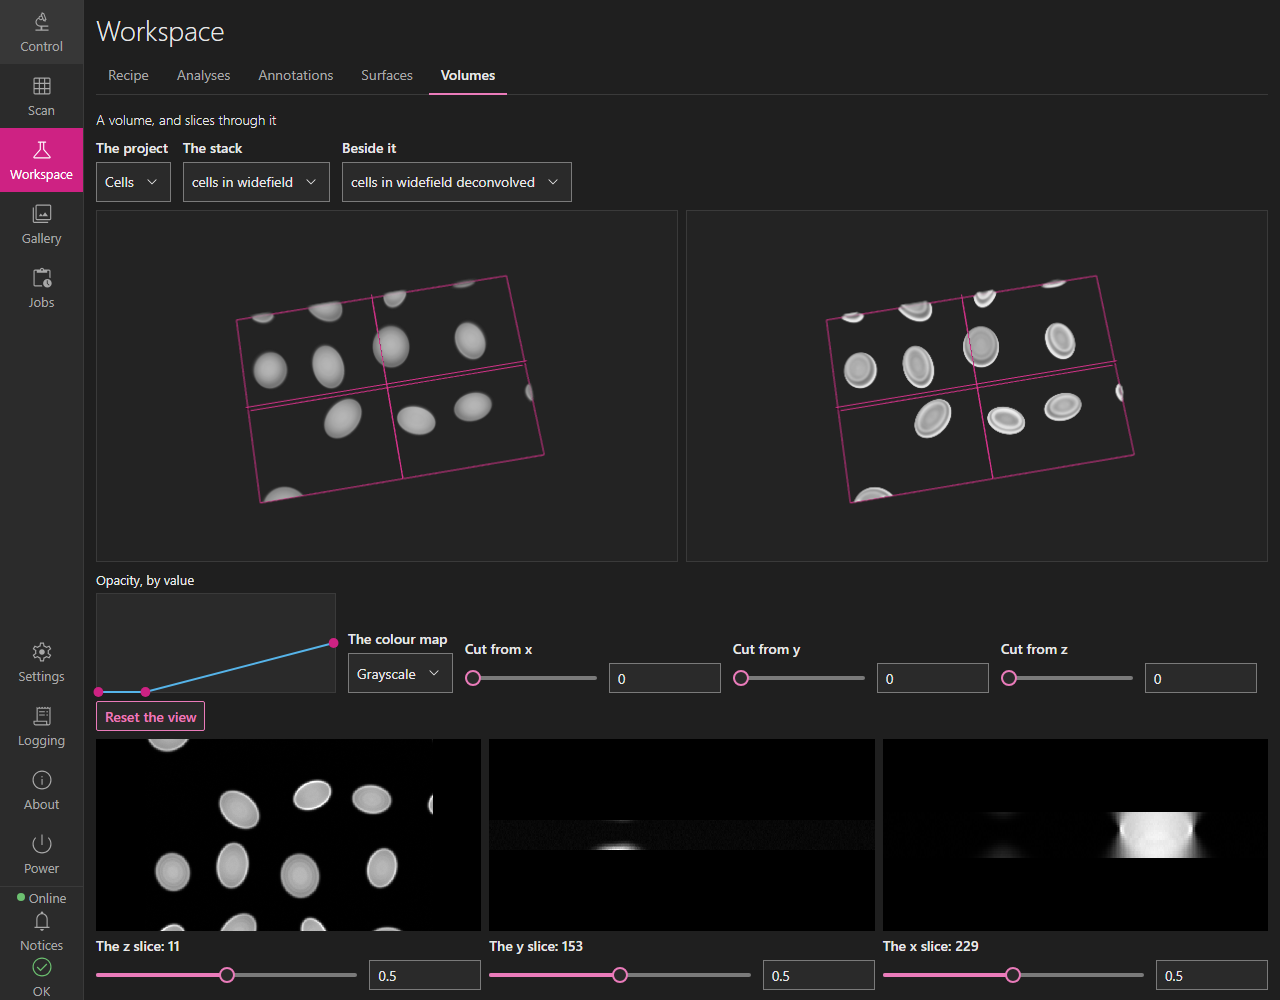 Control
Scan
Workspace
Gallery
Jobs
Settings
Logging
About
Power
Online
Notices
OK
Workspace
Recipe Analyses Annotations Surfaces Volumes
A volume, and slices through it
The project The stack Beside it
Cells cells in widefield cells in widefield deconvolved
Opacity, by value
The colour map Cut from x Cut from y Cut from z
Grayscale 0 0 0
Reset the view
The z slice: 11 The y slice: 153 The x slice: 229
0.5 0.5 0.5